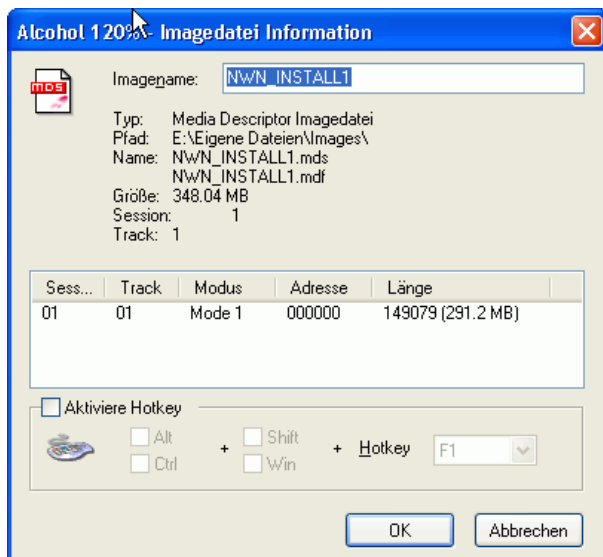 Alcohol 120% - Imagedatei Information
Imagename: NWN_INSTALL1
mds
Typ: Media Descriptor Imagedatei
Pfad: E:\Eigene Dateien\Images\
Name: NWN_INSTALL1.mds
NWN_INSTALL1.mdf
Größe: 348.04 MB
Session: 1
Track: 1
Sess... Track Modus Adresse Länge
01 01 Mode 1 000000 149079 (291.2 MB)
Aktiviere Hotkey
Alt + Shift + Hotkey F1
Ctrl Win
OK Abbrechen